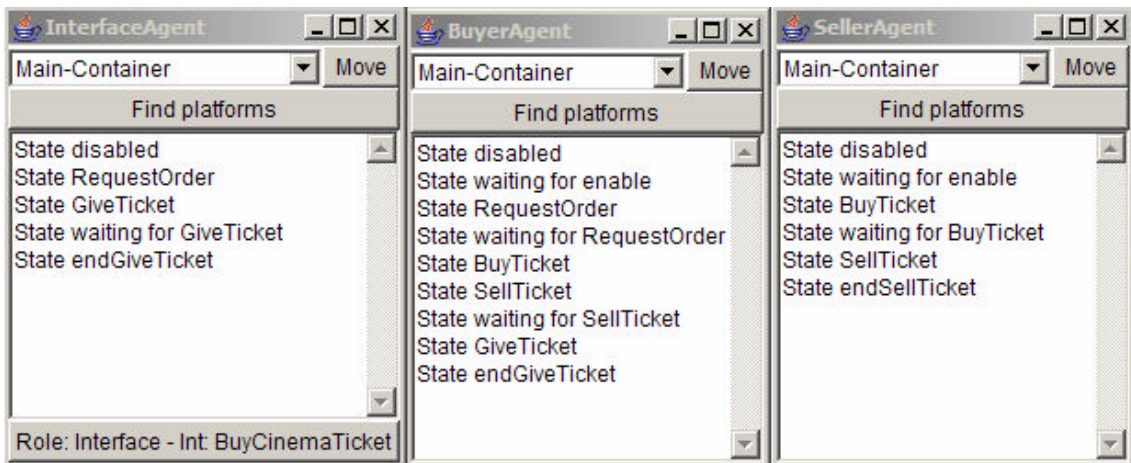 InterfaceAgent
Main-Container
Move
Find platforms
State disabled
State RequestOrder
State GiveTicket
State waiting for GiveTicket
State endGiveTicket
Role: Interface - Int: BuyCinemaTicket
BuyerAgent
Main-Container
Move
Find platforms
State disabled
State waiting for enable
State RequestOrder
State waiting for RequestOrder
State BuyTicket
State SellTicket
State waiting for SellTicket
State GiveTicket
State endGiveTicket
SellerAgent
Main-Container
Move
Find platforms
State disabled
State waiting for enable
State BuyTicket
State waiting for BuyTicket
State SellTicket
State endSellTicket